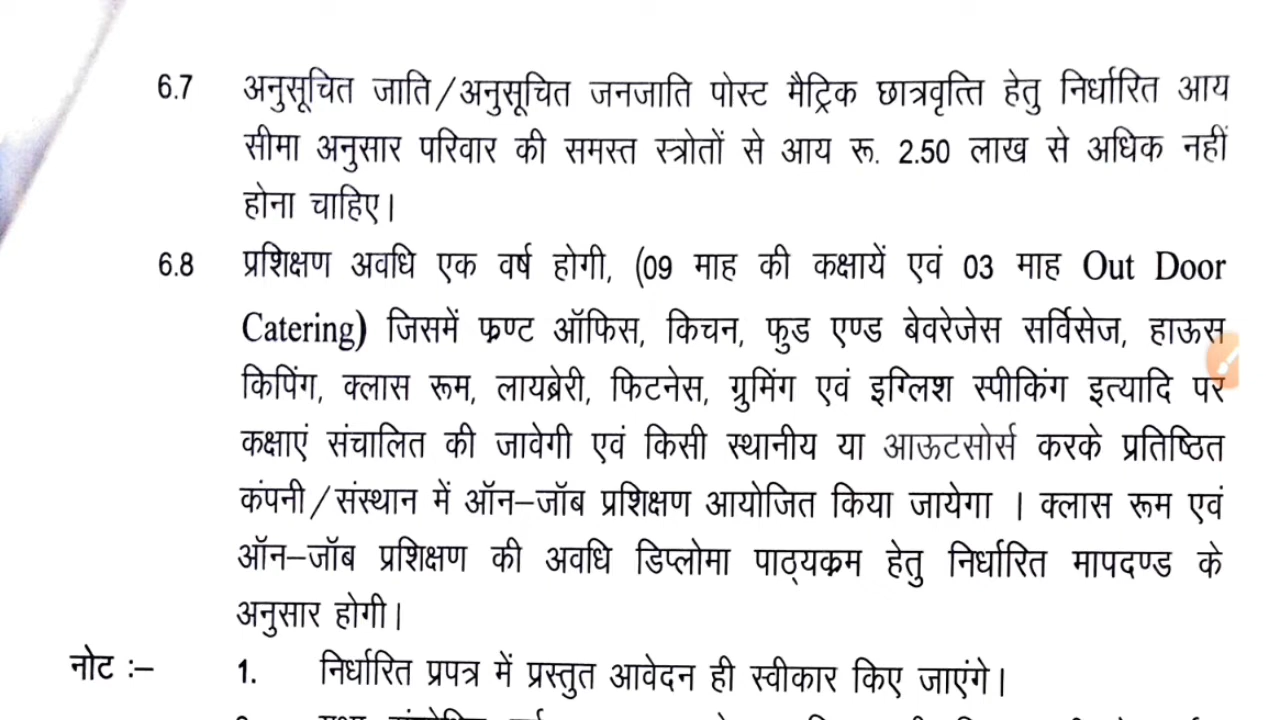 6.7 अनुसूचित जाति/अनुसूचित जनजाति पोस्ट मैट्रिक छात्रवृत्ति हेतु निर्धारित आय
सीमा अनुसार परिवार की समस्त स्त्रोतों से आय रू. 2.50 लाख से अधिक नहीं
होना चाहिए।
6.8 प्रशिक्षण अवधि एक वर्ष होगी, (09 माह की कक्षायें एवं 03 माह Out Door
Catering) जिसमें फ्रण्ट ऑफिस, किचन, फुड एण्ड बेवरेजेस सर्विसेज, हाऊस
किपिंग, क्लास रूम, लायब्रेरी, फिटनेस, ग्रुमिंग एवं इग्लिश स्पीकिंग इत्यादि पर
कक्षाएं संचालित की जावेगी एवं किसी स्थानीय या आऊटसोर्स करके प्रतिष्ठित
कंपनी/संस्थान में ऑन–जॉब प्रशिक्षण आयोजित किया जायेगा । क्लास रूम एवं
ऑन–जॉब प्रशिक्षण की अवधि डिप्लोमा पाठ्यक्रम हेतु निर्धारित मापदण्ड के
अनुसार होगी।
नोट :– 1. निर्धारित प्रपत्र में प्रस्तुत आवेदन ही स्वीकार किए जाएंगे।